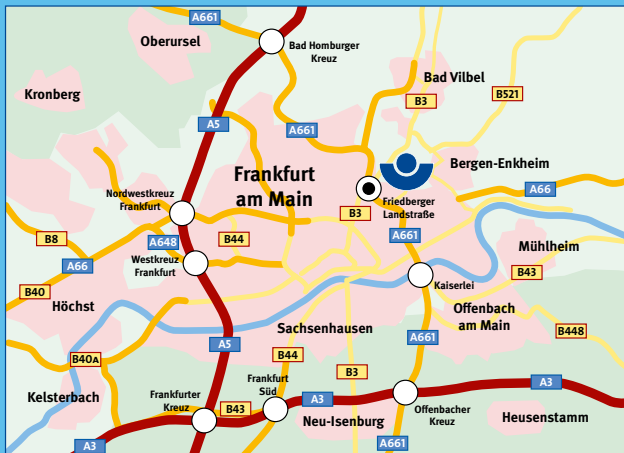 A661
Oberursel
Bad Homburger
Kreuz
Bad Vilbel
Kronberg
B3
B521
A5
A661
Frankfurt
am Main
Bergen-Enkheim
Nordwestkreuz
Frankfurt
A66
Friedberger
Landstraße
B3
B8
A648
B44
A661
Mühlheim
A66
Westkreuz
Frankfurt
B43
B40
Kaiserlei
Höchst
Offenbach
am Main
Sachsenhausen
B448
A661
A5
B44
B40A
B3
Kelsterbach
Frankfurter
Kreuz
Frankfurt
Süd
A3
A3
B43
Offenbacher
Kreuz
Neu-Isenburg
Heusenstamm
A3
A661